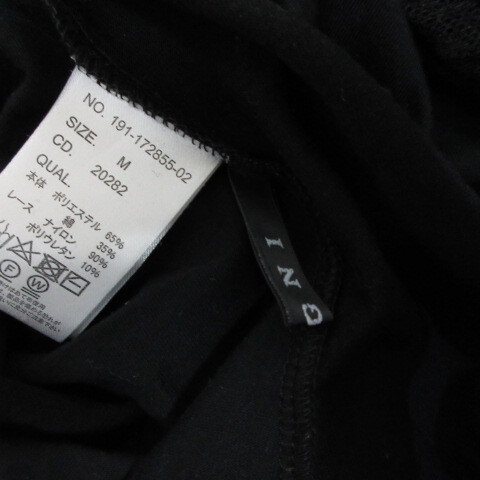 NO. 191-172855-02
SIZE. M
CD. 20282
QUAL.
本体 ポリエステル 65%
綿 35%
レース ナイロン 90%
ポリウレタン 10%
F W
ING